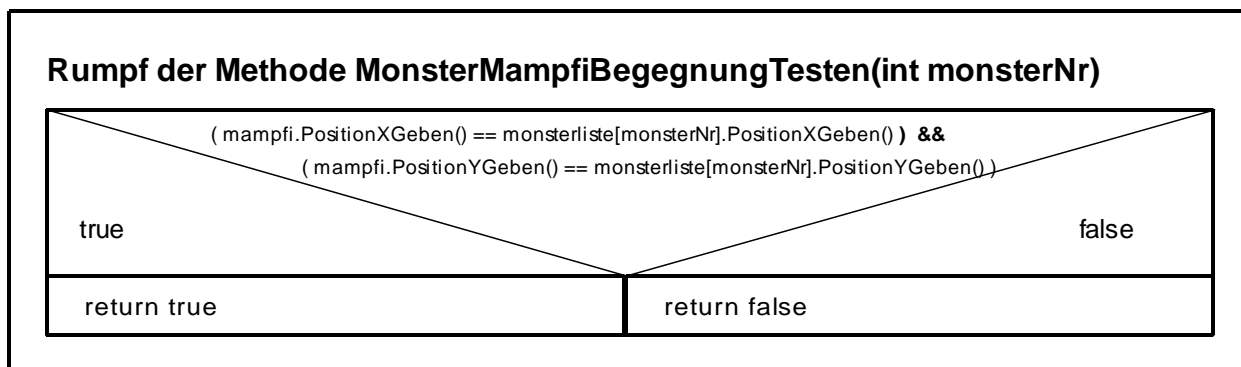 Rumpf der Methode MonsterMampfiBegegnungTesten(int monsterNr)
( mampfi.PositionXGeben() == monsterliste[monsterNr].PositionXGeben() ) &&
( mampfi.PositionYGeben() == monsterliste[monsterNr].PositionYGeben() )
true
false
return true
return false